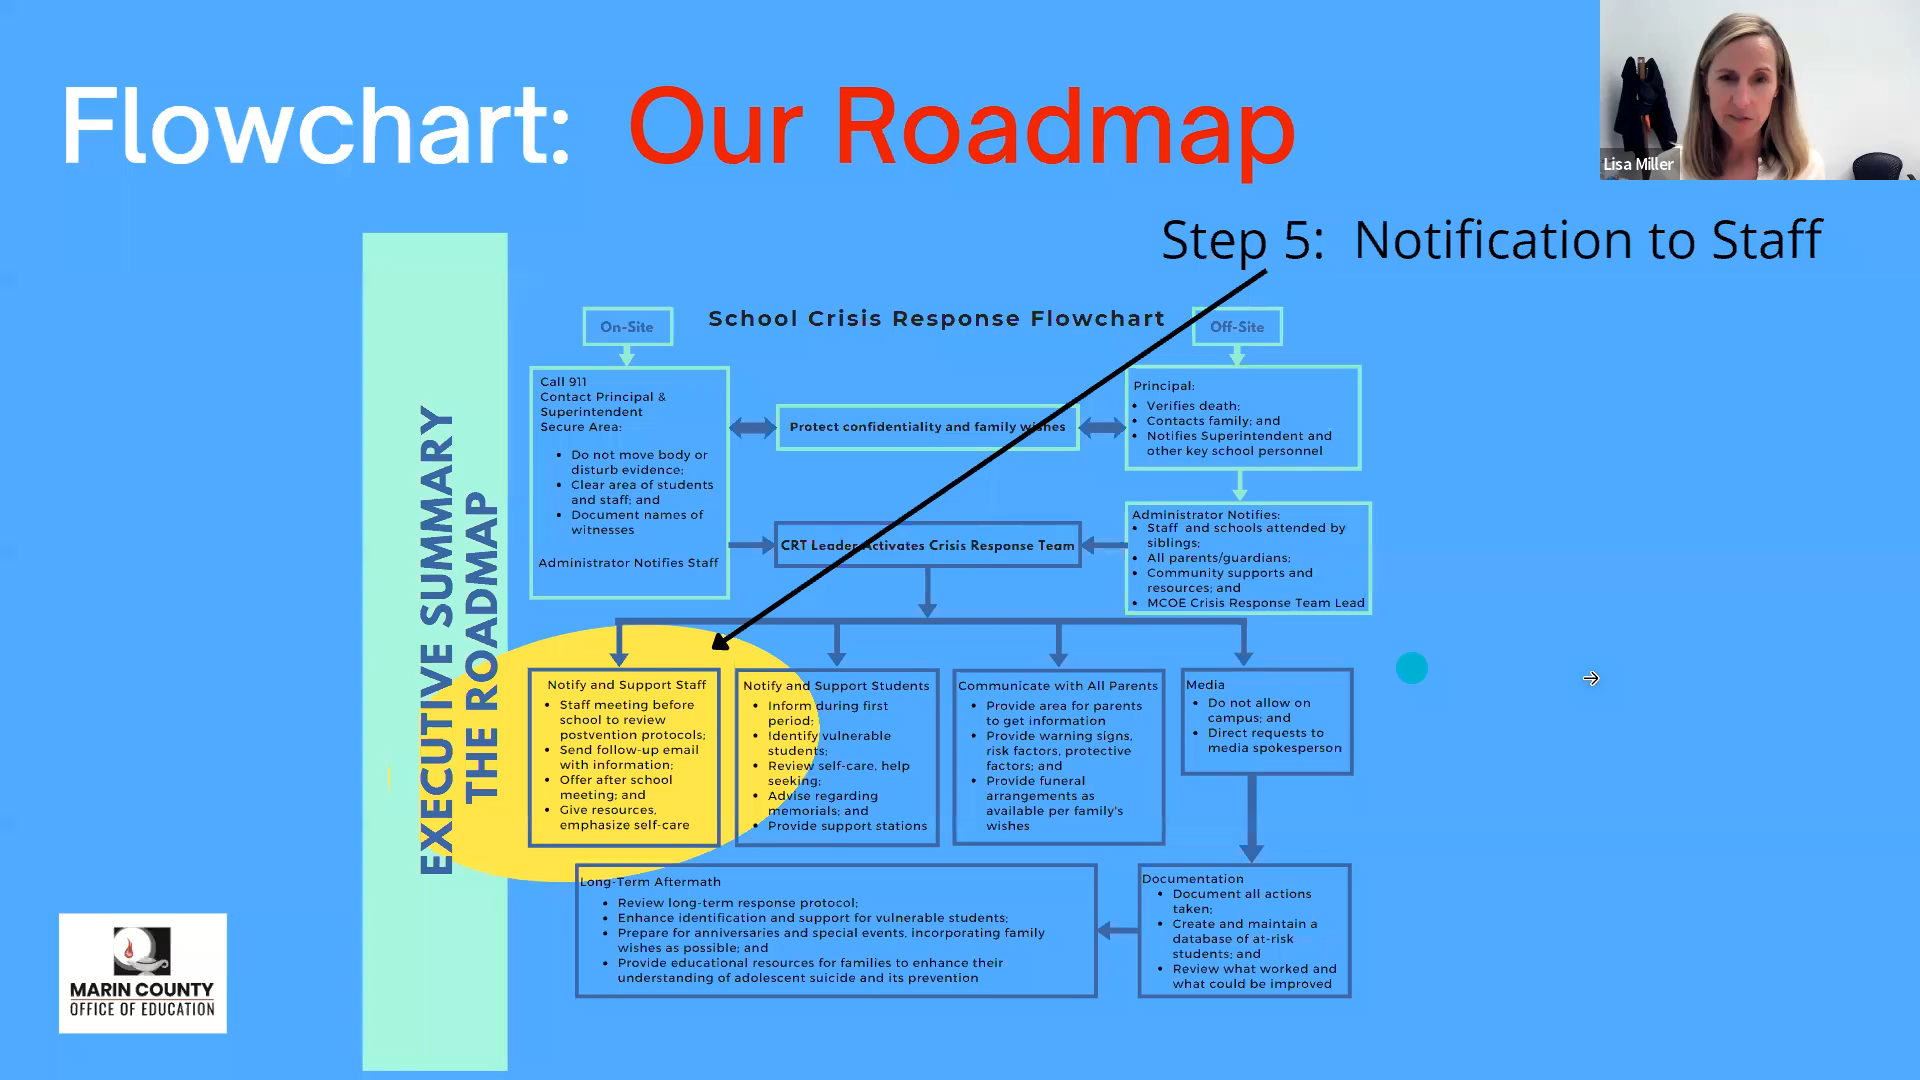 Flowchart: Our Roadmap
Lisa Miller
Step 5: Notification to Staff
EXECUTIVE SUMMARY
THE ROADMAP
School Crisis Response Flowchart
On-Site
Off-Site
Call 911
Contact Principal &
Superintendent
Secure Area:
• Do not move body or
disturb evidence;
• Clear area of students
and staff; and
• Document names of
witnesses
Administrator Notifies Staff
Protect confidentiality and family wishes
Principal:
• Verifies death;
• Contacts family; and
• Notifies Superintendent and
other key school personnel
CRT Leader Activates Crisis Response Team
Administrator Notifies:
• Staff and schools attended by
siblings;
• All parents/guardians;
• Community supports and
resources; and
• MCOE Crisis Response Team Lead
Notify and Support Staff
• Staff meeting before
school to review
postvention protocols;
• Send follow-up email
with information;
• Offer after school
meeting; and
• Give resources,
emphasize self-care
Notify and Support Students
• Inform during first
period;
• Identify vulnerable
students;
• Review self-care, help
seeking;
• Advise regarding
memorials; and
• Provide support stations
Communicate with All Parents
• Provide area for parents
to get information
• Provide warning signs,
risk factors, protective
factors; and
• Provide funeral
arrangements as
available per family's
wishes
Media
• Do not allow on
campus; and
• Direct requests to
media spokesperson
Long-Term Aftermath
• Review long-term response protocol;
• Enhance identification and support for vulnerable students;
• Prepare for anniversaries and special events, incorporating family
wishes as possible; and
• Provide educational resources for families to enhance their
understanding of adolescent suicide and its prevention
Documentation
• Document all actions
taken;
• Create and maintain a
database of at-risk
students; and
• Review what worked and
what could be improved
MARIN COUNTY
OFFICE OF EDUCATION